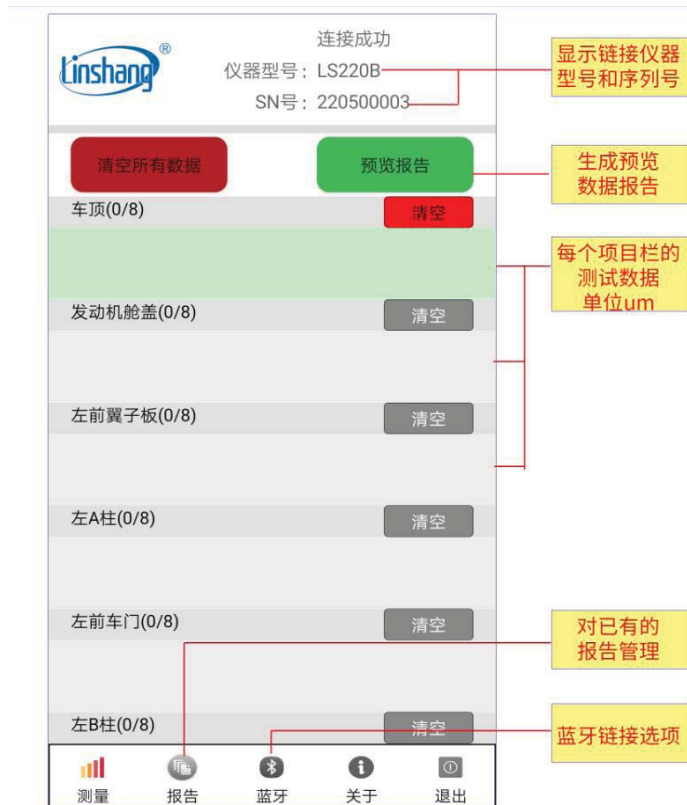 连接成功
Linshang®
仪器型号：LS220B
SN号：220500003
显示链接仪器
型号和序列号
清空所有数据
预览报告
生成预览
数据报告
车顶(0/8)
清空
每个项目栏的
测试数据
单位um
发动机舱盖(0/8)
清空
左前翼子板(0/8)
清空
左A柱(0/8)
清空
左前车门(0/8)
清空
对已有的
报告管理
左B柱(0/8)
清空
蓝牙链接选项
测量
报告
蓝牙
关于
退出